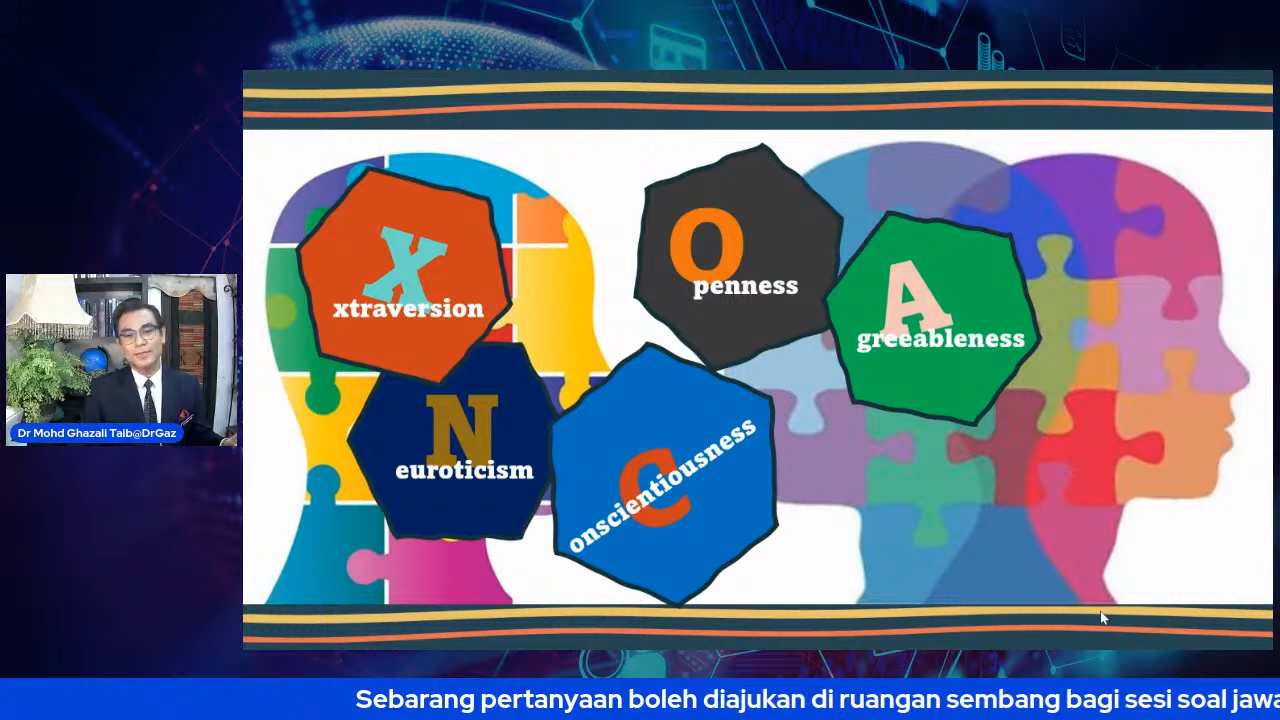 X
xtraversion
O
penness
A
greeableness
N
euroticism
C
onscientiousness
Dr Mohd Ghazali Taib@DrGaz
Sebarang pertanyaan boleh diajukan di ruangan sembang bagi sesi soal jawa